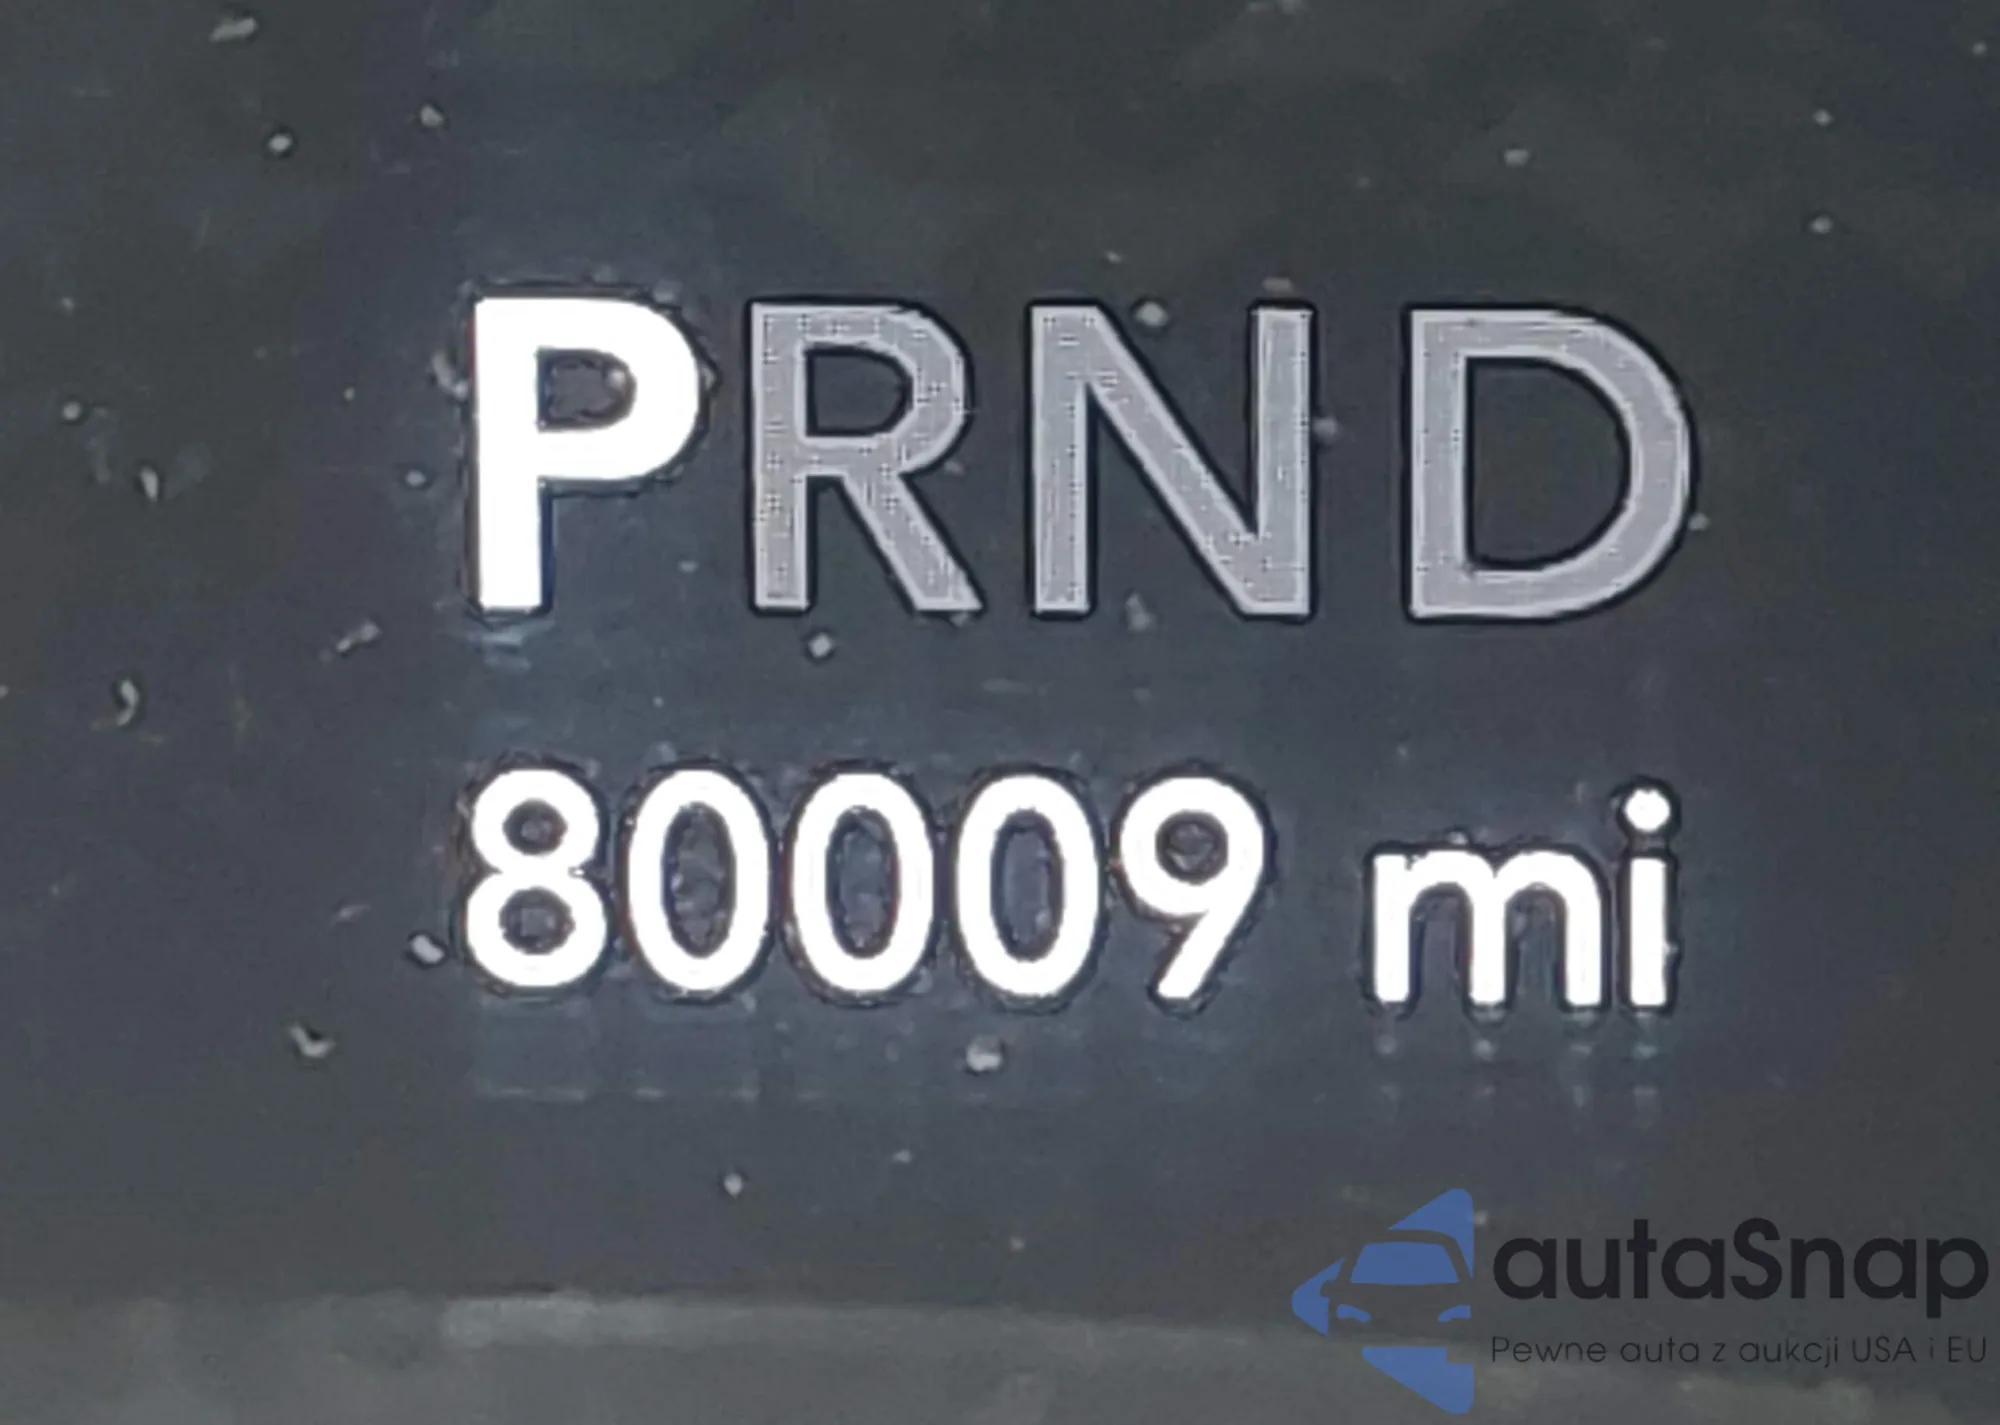 PRND
80009 mi
autaSnap
Pewne auta z aukcji USA i EU